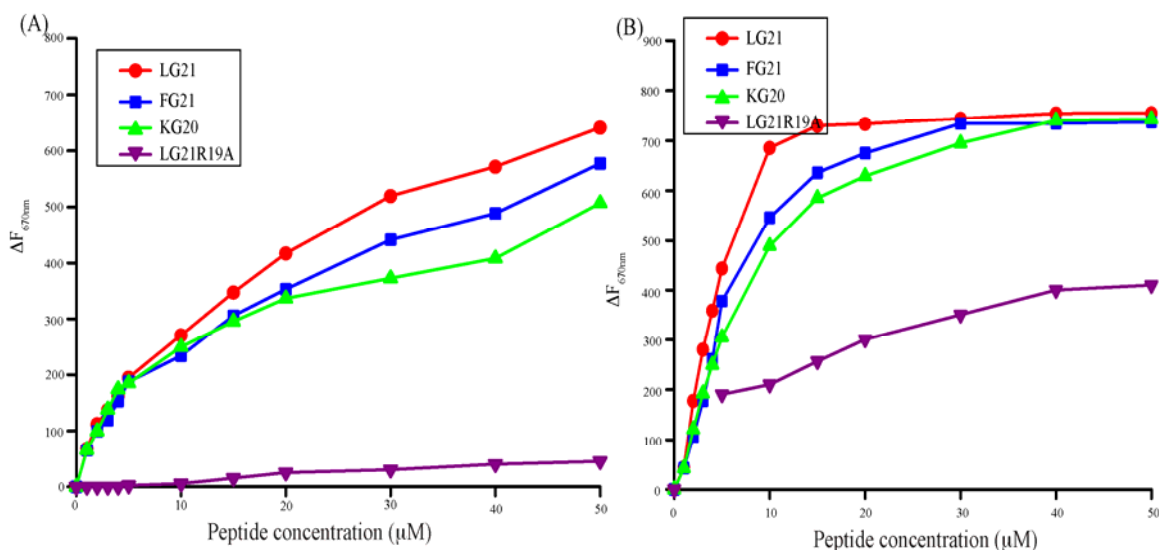 (A)
800
700
600
500
400
300
200
100
0
ΔF670nm
LG21
FG21
KG20
LG21R19A
0 10 20 30 40 50
Peptide concentration (µM)
(B)
900
800
700
600
500
400
300
200
100
0
ΔF670nm
LG21
FG21
KG20
LG21R19A
0 10 20 30 40 50
Peptide concentration (µM)